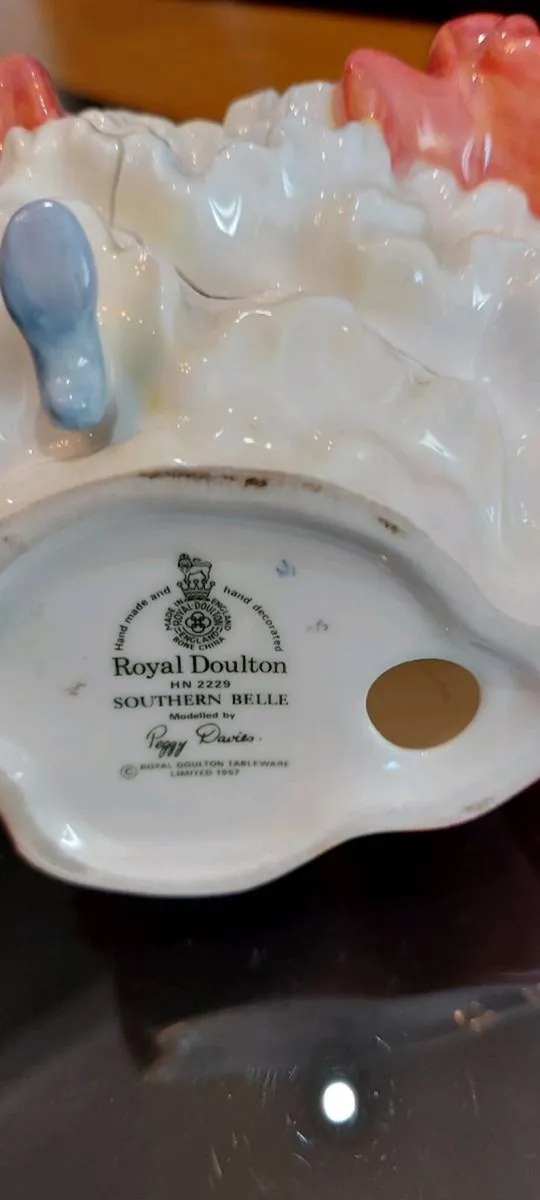 Hand made and hand decorated
MADE IN ENGLAND
ROYAL DOULTON
ENGLAND
BONE CHINA
Royal Doulton
HN 2229
SOUTHERN BELLE
Modelled by
Peggy Davies.
© ROYAL DOULTON TABLEWARE
LIMITED 1957